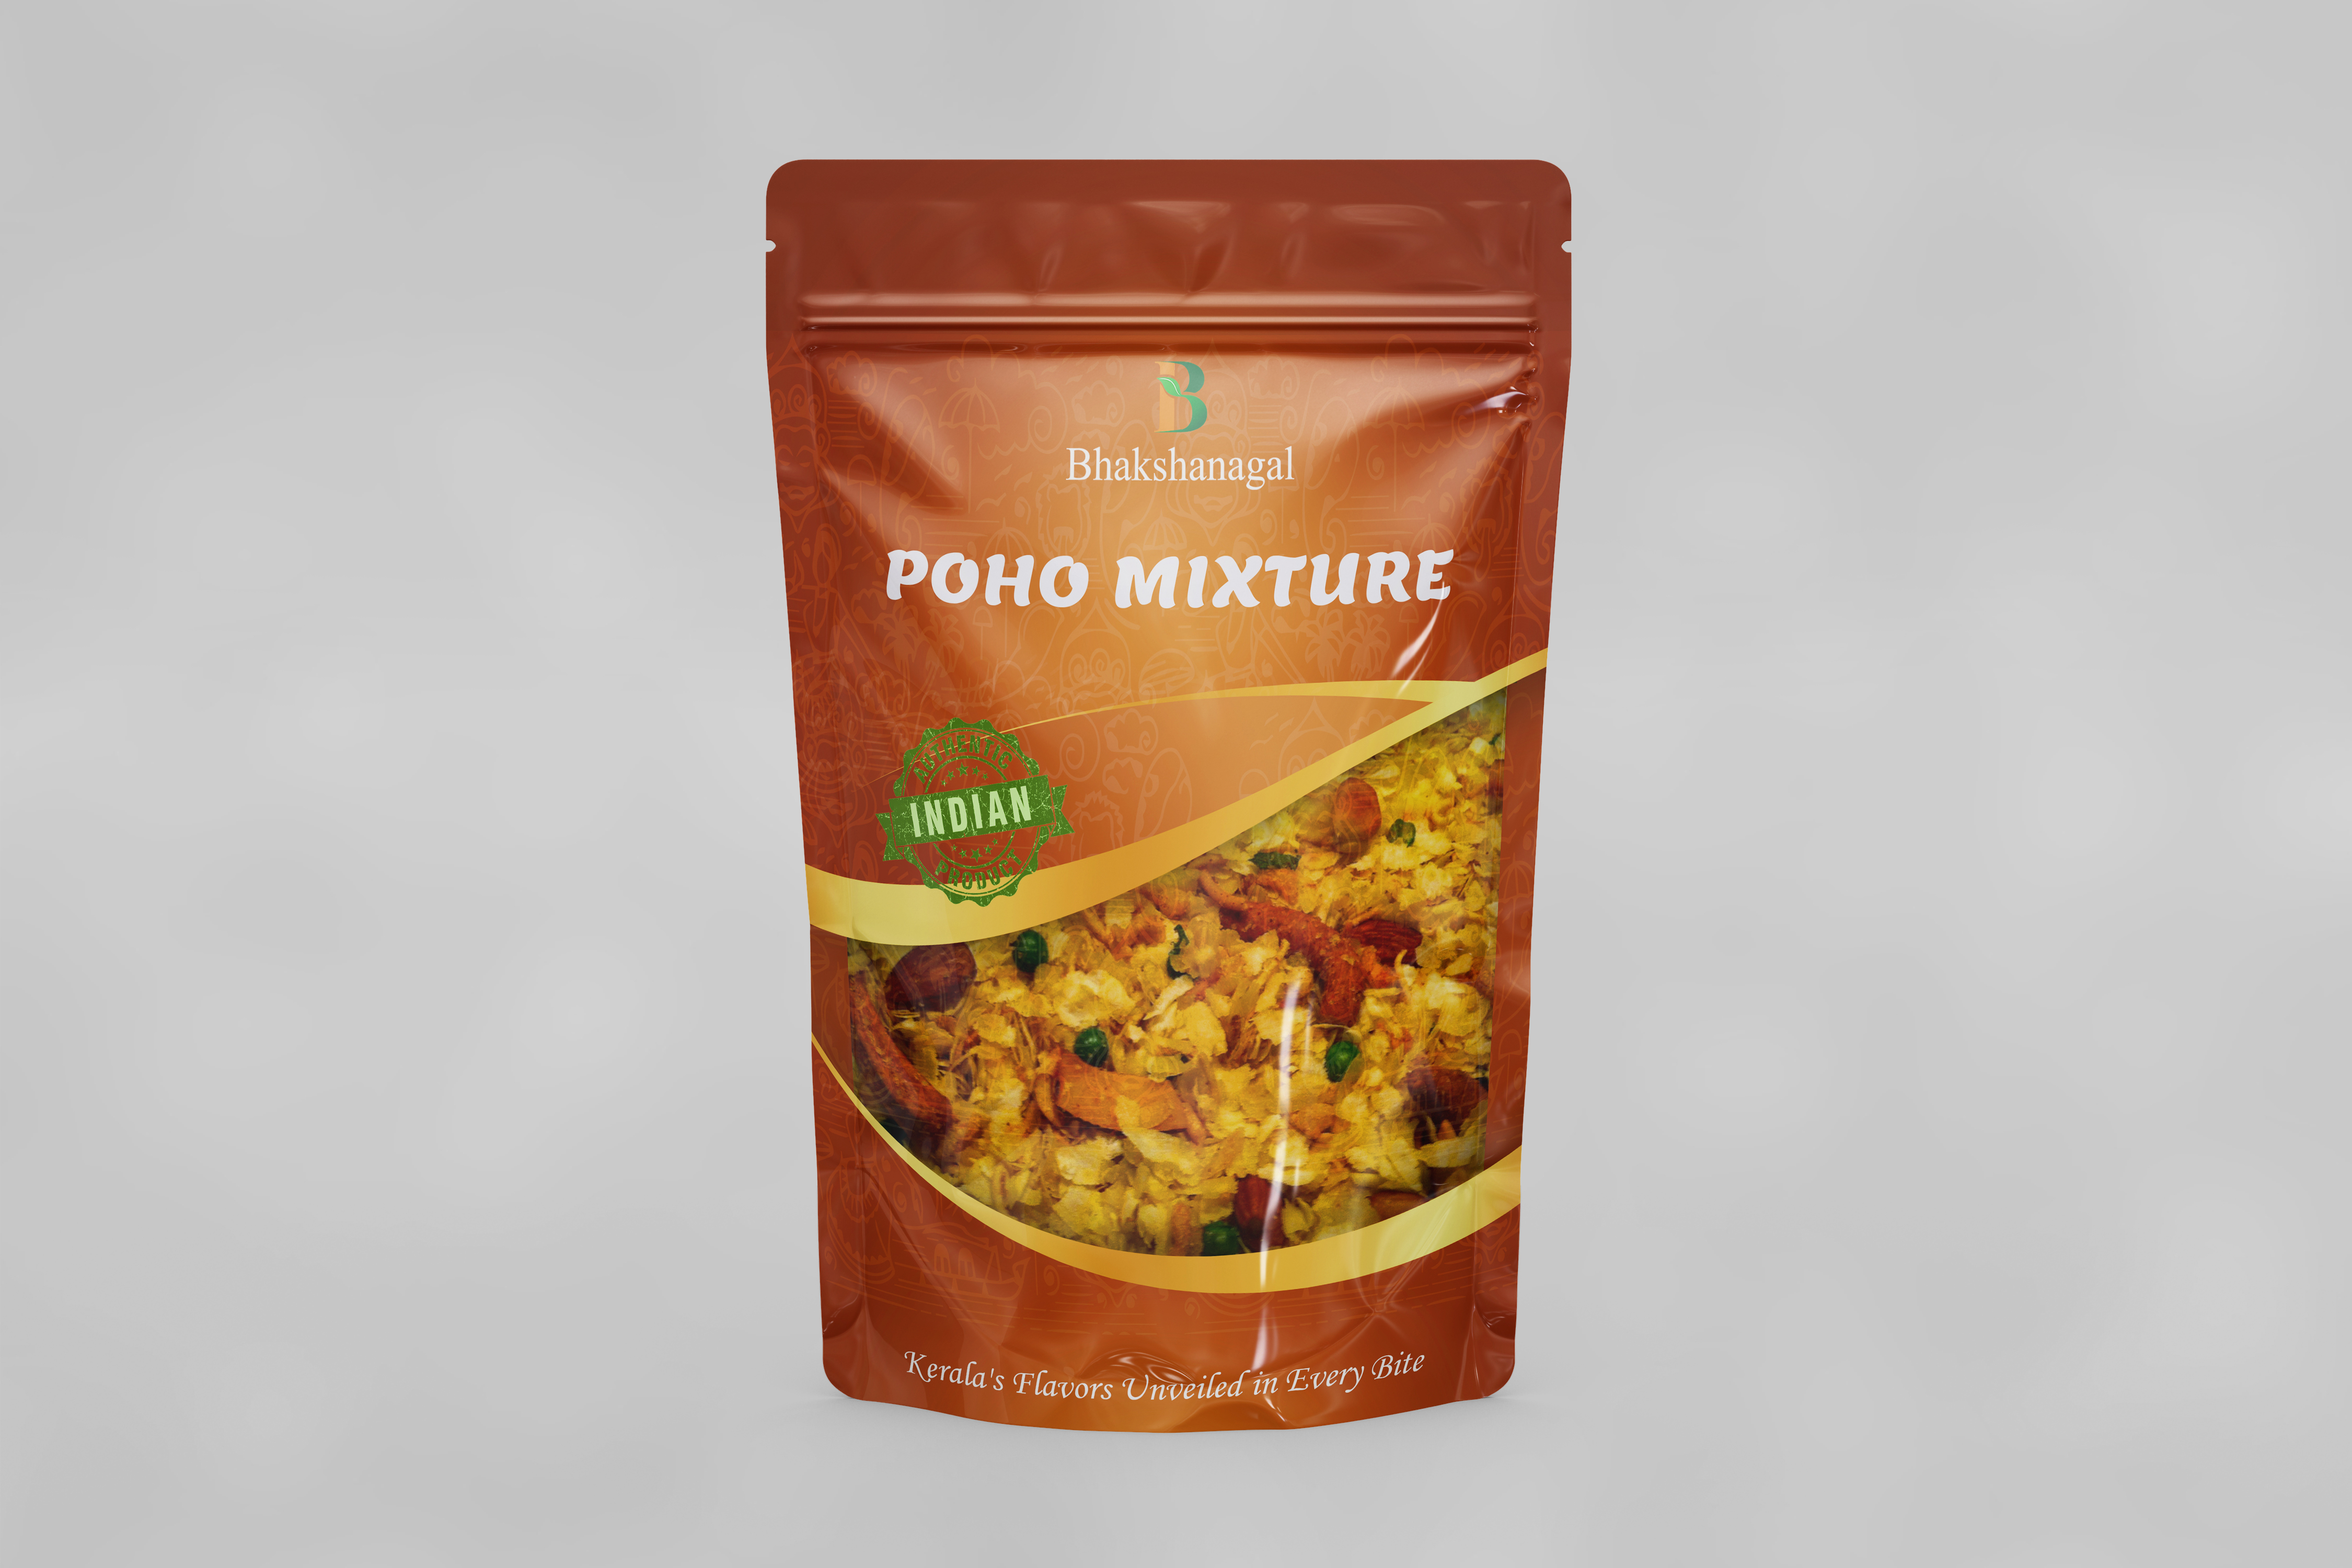 B
Bhakshanagal
POHO MIXTURE
AUTHENTIC
INDIAN
PRODUCT
Kerala's Flavors Unveiled in Every Bite